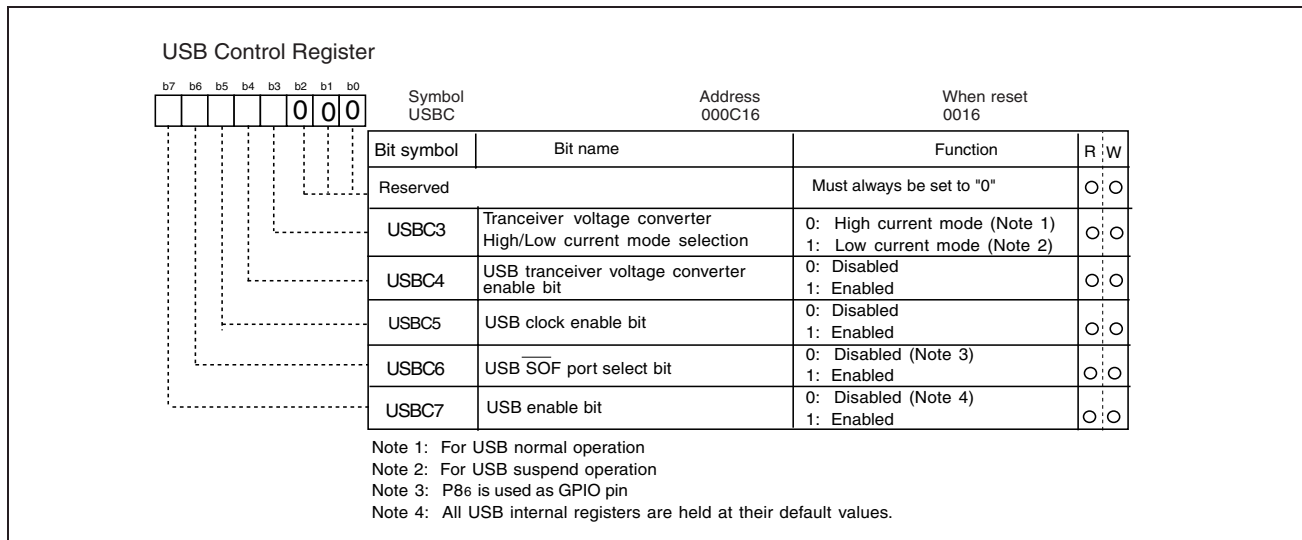 USB Control Register
b7 b6 b5 b4 b3 b2 b1 b0
0 0 0
Symbol Address When reset
USBC 000C16 0016
Bit symbol Bit name Function R W
Reserved Must always be set to "0" O O
USBC3 Tranceiver voltage converter High/Low current mode selection 0: High current mode (Note 1) O O
1: Low current mode (Note 2)
USBC4 USB tranceiver voltage converter enable bit 0: Disabled O O
1: Enabled
USBC5 USB clock enable bit 0: Disabled O O
1: Enabled
USBC6 USB SOF port select bit 0: Disabled (Note 3) O O
1: Enabled
USBC7 USB enable bit 0: Disabled (Note 4) O O
1: Enabled
Note 1: For USB normal operation
Note 2: For USB suspend operation
Note 3: P86 is used as GPIO pin
Note 4: All USB internal registers are held at their default values.